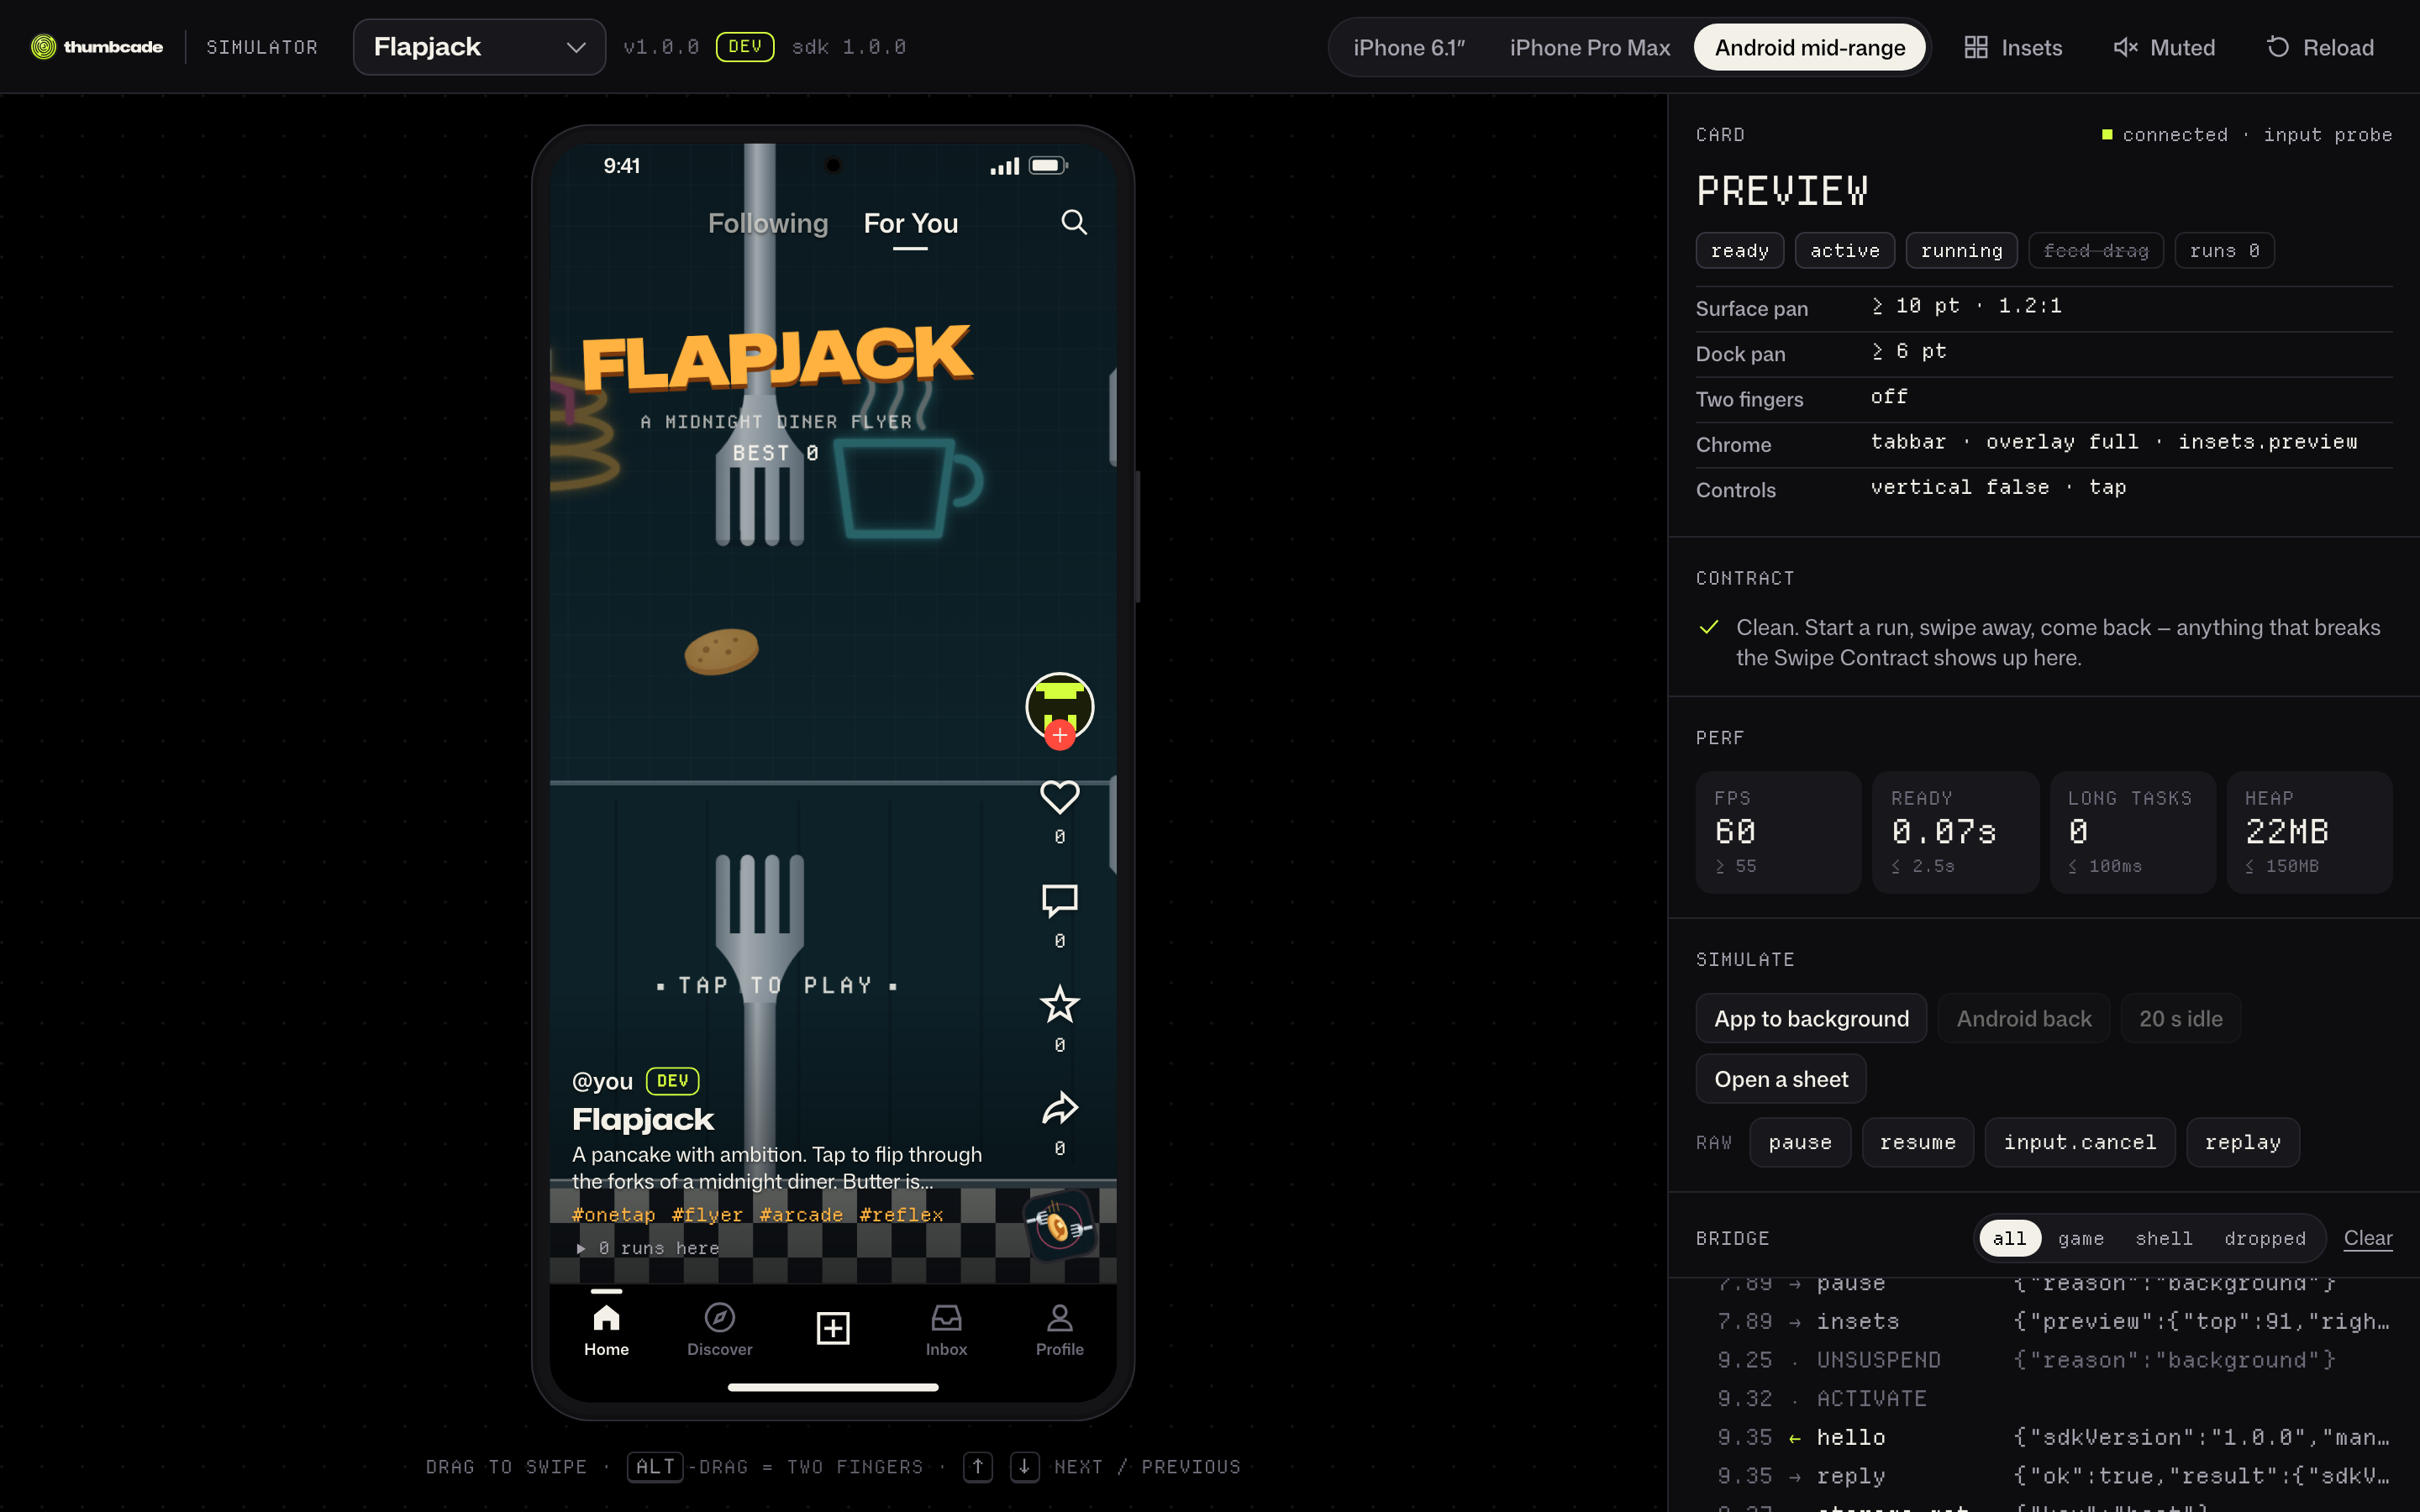 thumbcade
SIMULATOR
Flapjack
v1.0.0 DEV sdk 1.0.0
iPhone 6.1″ iPhone Pro Max Android mid-range
Insets
Muted
Reload
9:41
Following For You
FLAPJACK
A MIDNIGHT DINER FLYER
BEST 0
0
0
0
0
▪ TAP TO PLAY ▪
@you DEV
Flapjack
A pancake with ambition. Tap to flip through
the forks of a midnight diner. Butter is…
#onetap #flyer #arcade #reflex
▶ 0 runs here
Home Discover Inbox Profile
DRAG TO SWIPE · ALT-DRAG = TWO FINGERS · ↑ ↓ NEXT / PREVIOUS
CARD connected · input probe
PREVIEW
ready active running feed drag runs 0
Surface pan ≥ 10 pt · 1.2:1
Dock pan ≥ 6 pt
Two fingers off
Chrome tabbar · overlay full · insets.preview
Controls vertical false · tap
CONTRACT
Clean. Start a run, swipe away, come back – anything that breaks
the Swipe Contract shows up here.
PERF
FPS READY LONG TASKS HEAP
60 0.07s 0 22MB
≥ 55 ≤ 2.5s ≤ 100ms ≤ 150MB
SIMULATE
App to background Android back 20 s idle
Open a sheet
RAW pause resume input.cancel replay
BRIDGE all game shell dropped Clear
7.89 → pause {"reason":"background"}
7.89 → insets {"preview":{"top":91,"righ…
9.25 · UNSUSPEND {"reason":"background"}
9.32 · ACTIVATE
9.35 ← hello {"sdkVersion":"1.0.0","man…
9.35 → reply {"ok":true,"result":{"sdkV…